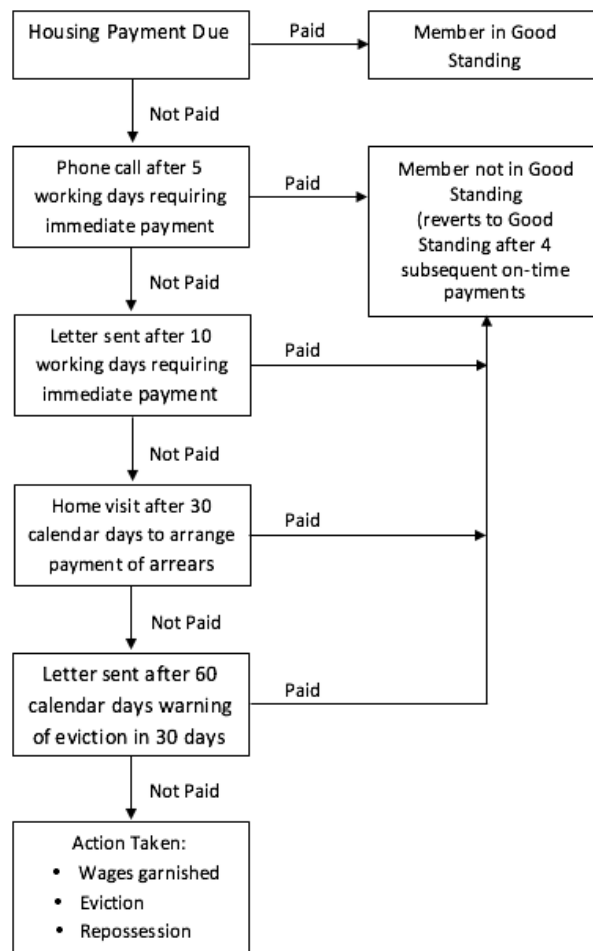 Housing Payment Due
Paid
Member in Good
Standing
Not Paid
Phone call after 5
working days requiring
immediate payment
Paid
Member not in Good
Standing
(reverts to Good
Standing after 4
subsequent on-time
payments
Not Paid
Letter sent after 10
working days requiring
immediate payment
Paid
Not Paid
Home visit after 30
calendar days to arrange
payment of arrears
Paid
Not Paid
Letter sent after 60
calendar days warning
of eviction in 30 days
Paid
Not Paid
Action Taken:
• Wages garnished
• Eviction
• Repossession